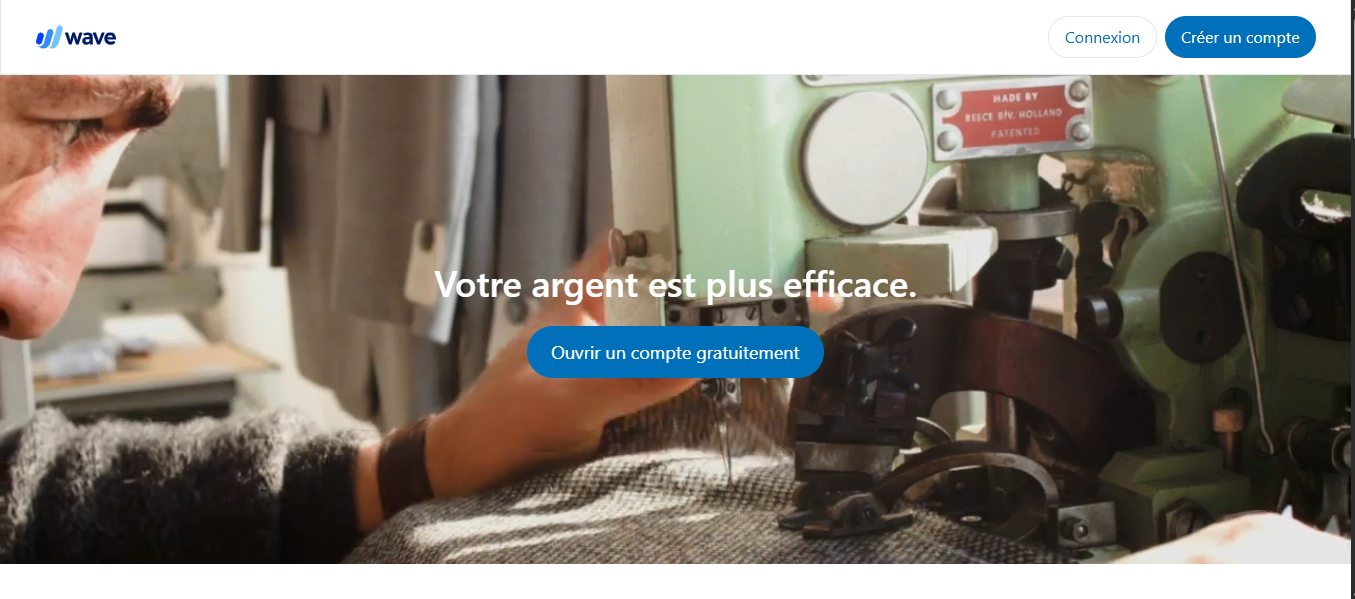 wave
Connexion
Créer un compte
MADE BY
REECE BfV. HOLLAND
PATENTED
Votre argent est plus efficace.
Ouvrir un compte gratuitement